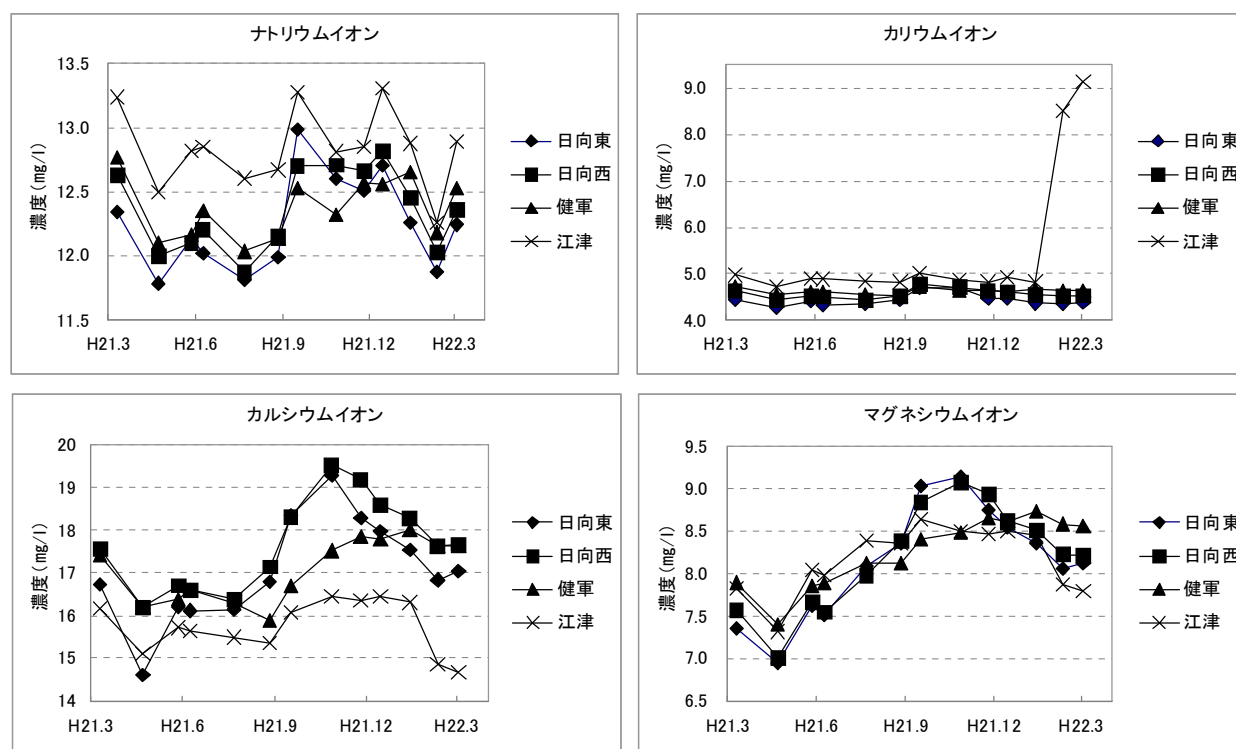 ナトリウムイオン
13.5
13.0
12.5
12.0
11.5
濃度(mg/l)
H21.3 H21.6 H21.9 H21.12 H22.3
日向東
日向西
健軍
江津
カリウムイオン
9.0
8.0
7.0
6.0
5.0
4.0
濃度(mg/l)
H21.3 H21.6 H21.9 H21.12 H22.3
日向東
日向西
健軍
江津
カルシウムイオン
20
19
18
17
16
15
14
濃度(mg/l)
H21.3 H21.6 H21.9 H21.12 H22.3
日向東
日向西
健軍
江津
マグネシウムイオン
9.5
9.0
8.5
8.0
7.5
7.0
6.5
濃度(mg/l)
H21.3 H21.6 H21.9 H21.12 H22.3
日向東
日向西
健軍
江津